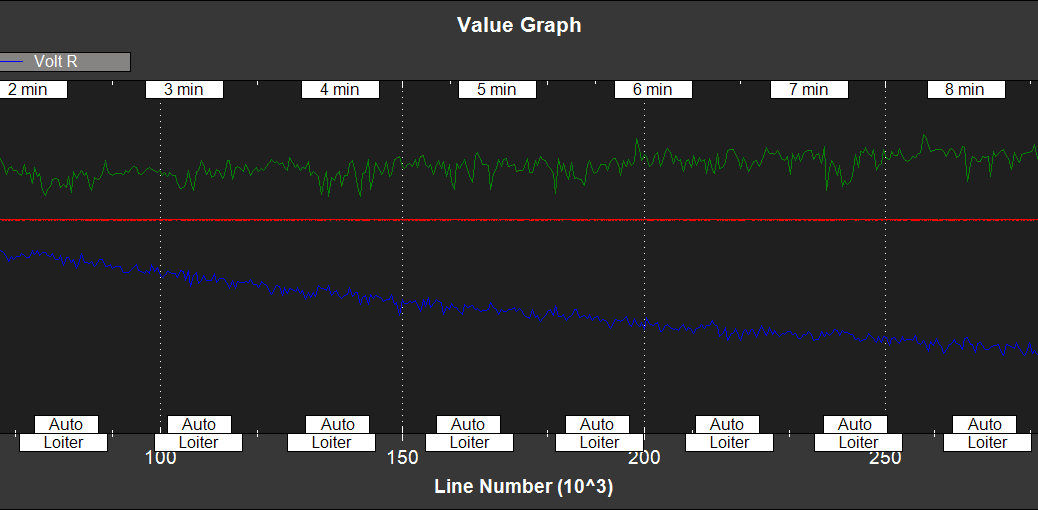 Value Graph
Volt R
2 min 3 min 4 min 5 min 6 min 7 min 8 min
Auto Auto Auto Auto Auto Auto Auto Auto
Loiter Loiter Loiter Loiter Loiter Loiter Loiter Loiter
100 150 200 250
Line Number (10^3)